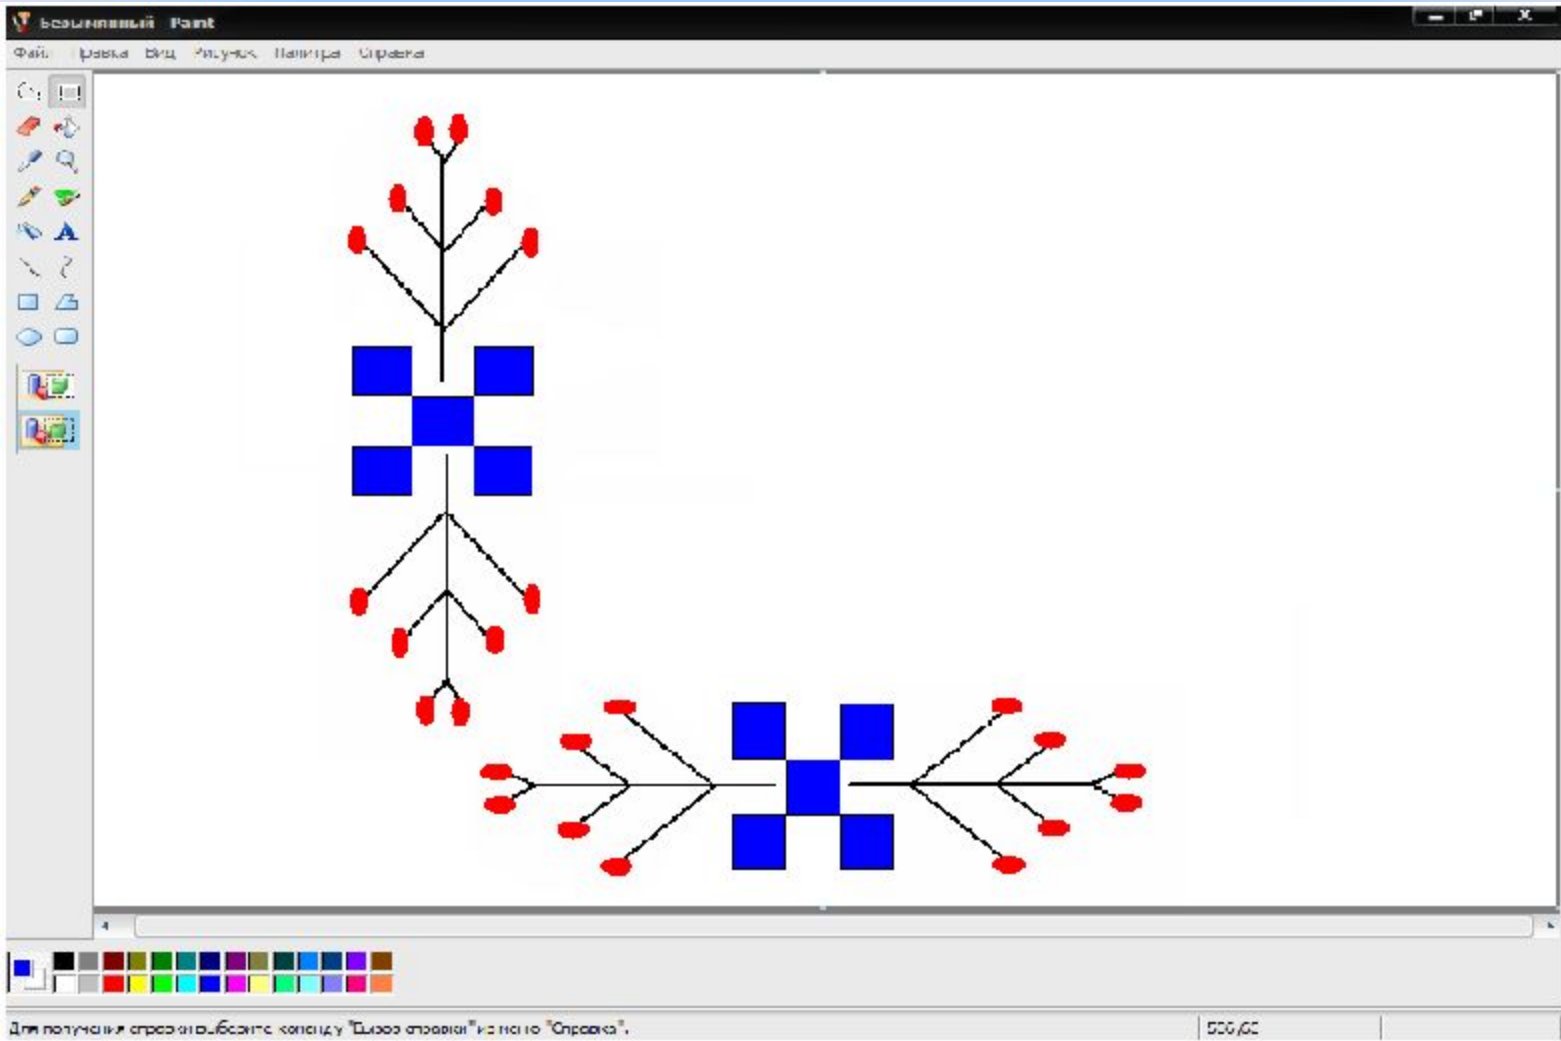 Безымянный Paint
Файл Правка Вид Рисунок Палитра Справка
A
Для получения справки выберите команду "Вызов справки" из меню "Справка".